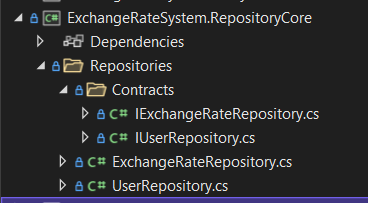 C# ExchangeRateSystem.RepositoryCore
Dependencies
Repositories
Contracts
C# IExchangeRateRepository.cs
C# IUserRepository.cs
C# ExchangeRateRepository.cs
C# UserRepository.cs